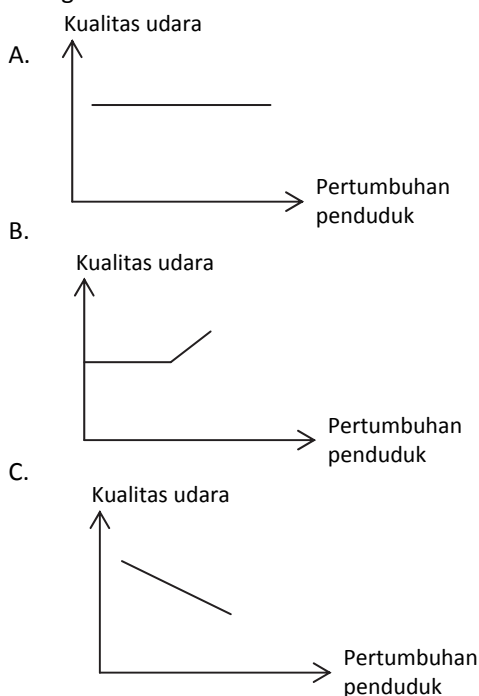 Kualitas udara
A.
Pertumbuhan
penduduk
B.
Kualitas udara
Pertumbuhan
penduduk
C.
Kualitas udara
Pertumbuhan
penduduk